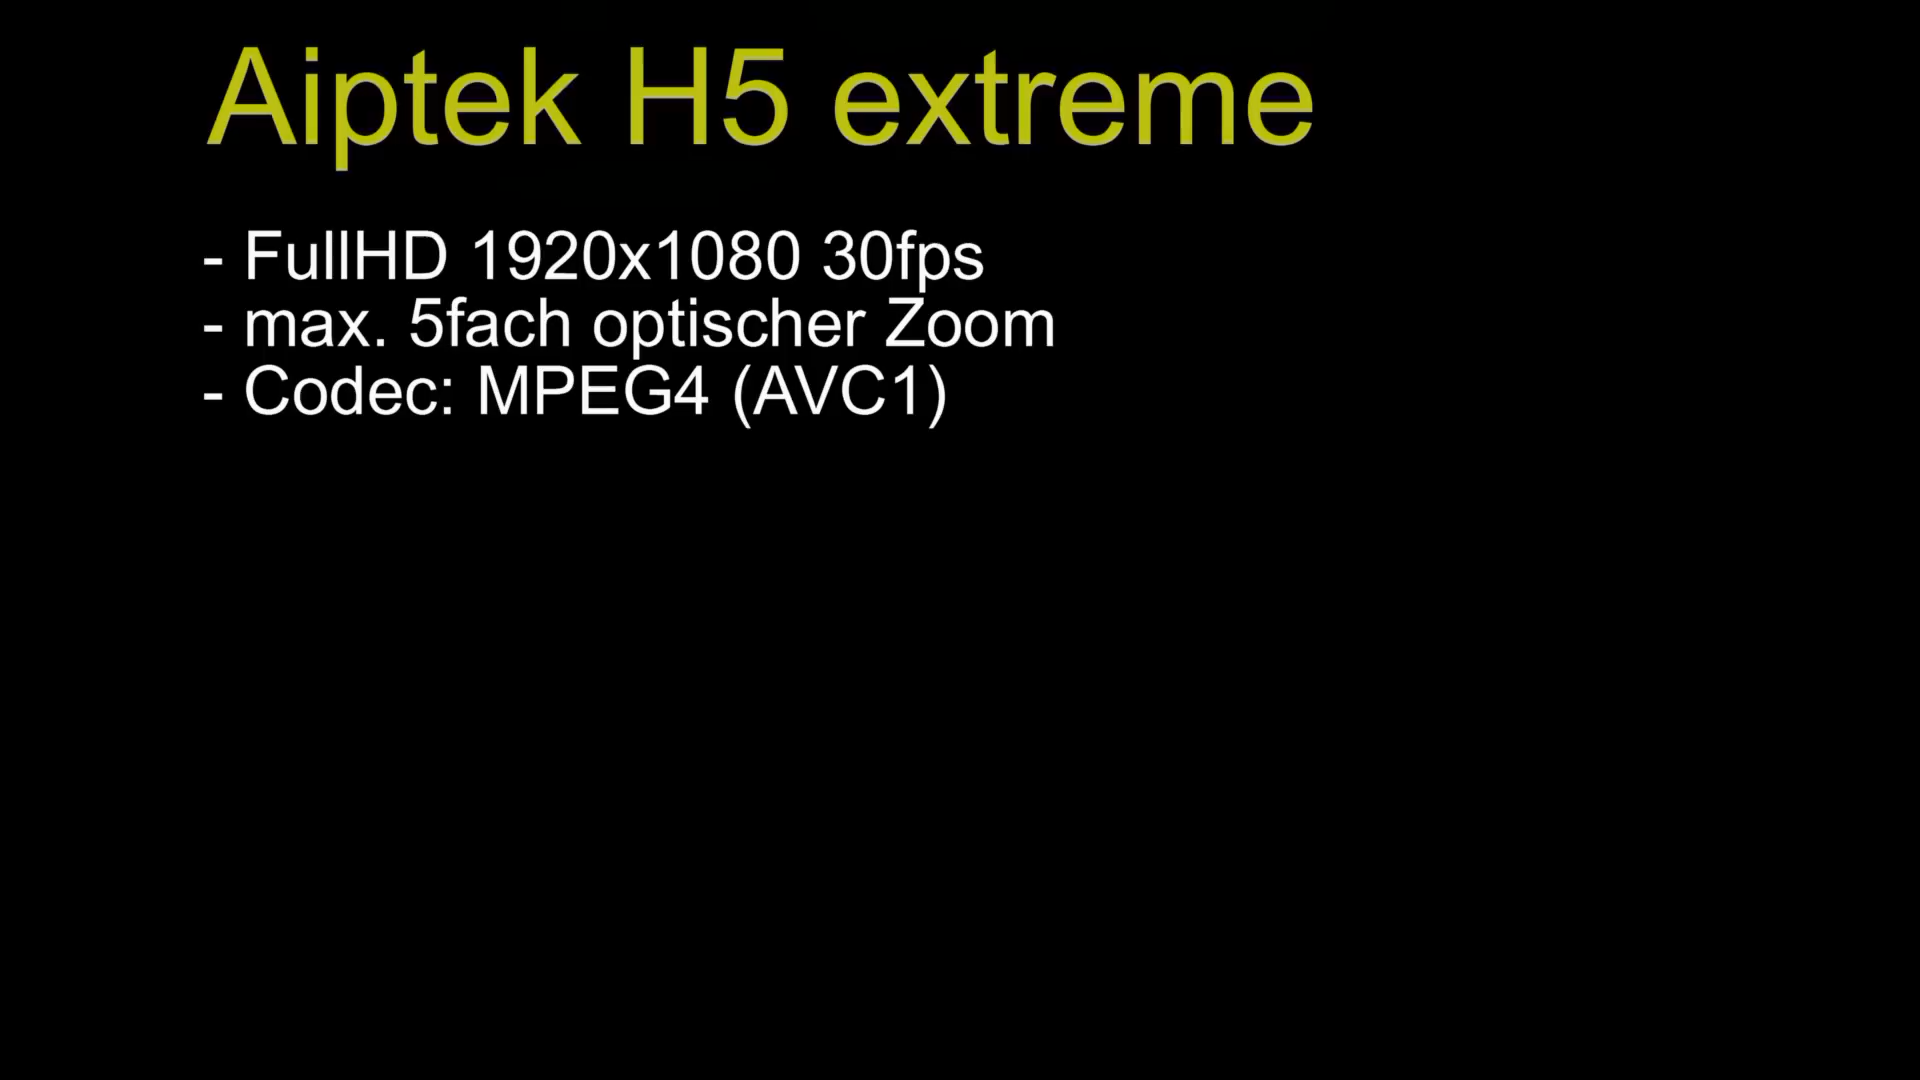 Aiptek H5 extreme
- FullHD 1920x1080 30fps
- max. 5fach optischer Zoom
- Codec: MPEG4 (AVC1)